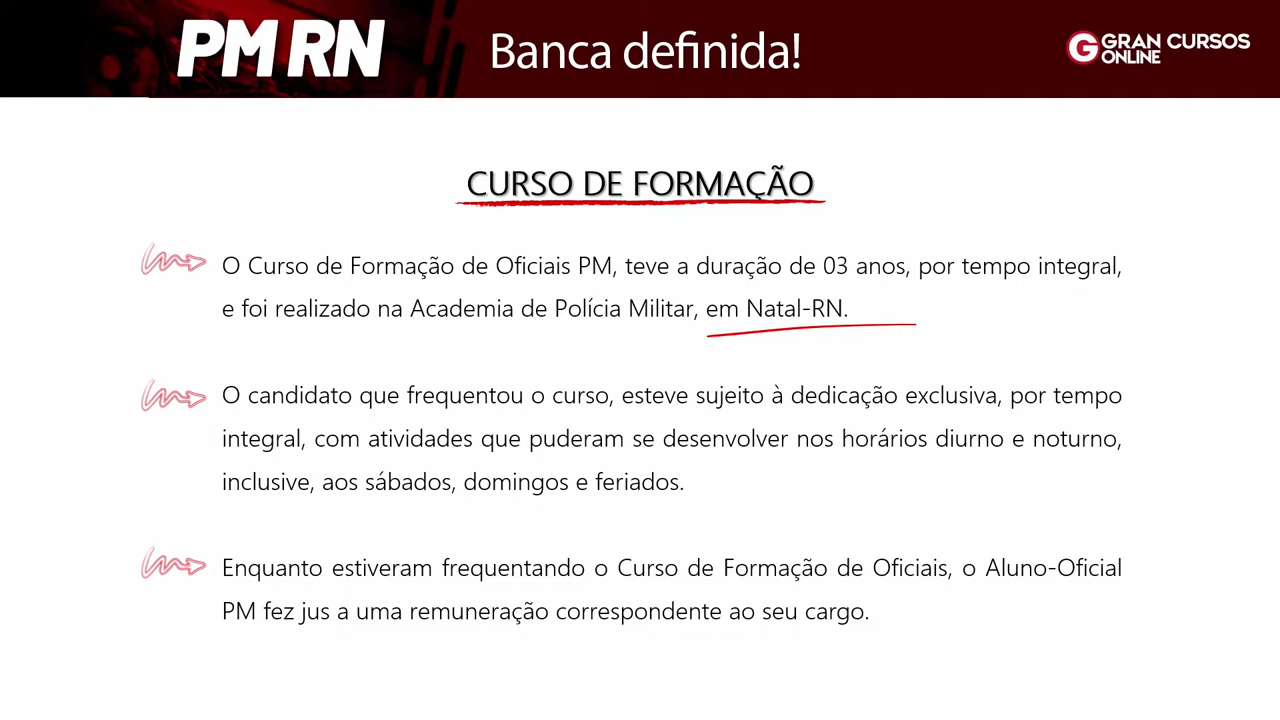 PM RN
Banca definida!
GRAN CURSOS
ONLINE
CURSO DE FORMAÇÃO
O Curso de Formação de Oficiais PM, teve a duração de 03 anos, por tempo integral,
e foi realizado na Academia de Polícia Militar, em Natal-RN.
O candidato que frequentou o curso, esteve sujeito à dedicação exclusiva, por tempo
integral, com atividades que puderam se desenvolver nos horários diurno e noturno,
inclusive, aos sábados, domingos e feriados.
Enquanto estiveram frequentando o Curso de Formação de Oficiais, o Aluno-Oficial
PM fez jus a uma remuneração correspondente ao seu cargo.